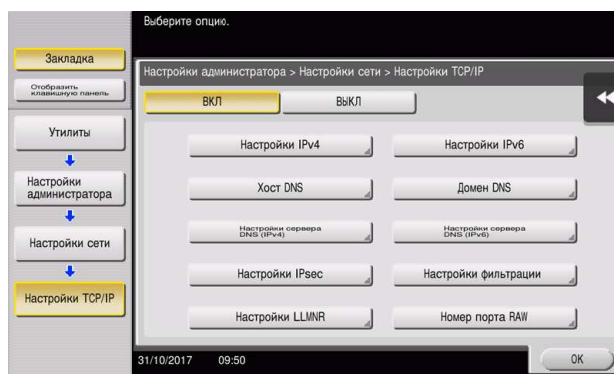 Выберите опцию.
Закладка
Отобразить
клавишную панель
Утилиты
Настройки
администратора
Настройки сети
Настройки TCP/IP
Настройки администратора > Настройки сети > Настройки TCP/IP
ВКЛ
ВЫКЛ
Настройки IPv4
Настройки IPv6
Хост DNS
Домен DNS
Настройки сервера
DNS (IPv4)
Настройки сервера
DNS (IPv6)
Настройки IPsec
Настройки фильтрации
Настройки LLMNR
Номер порта RAW
31/10/2017 09:50
OK